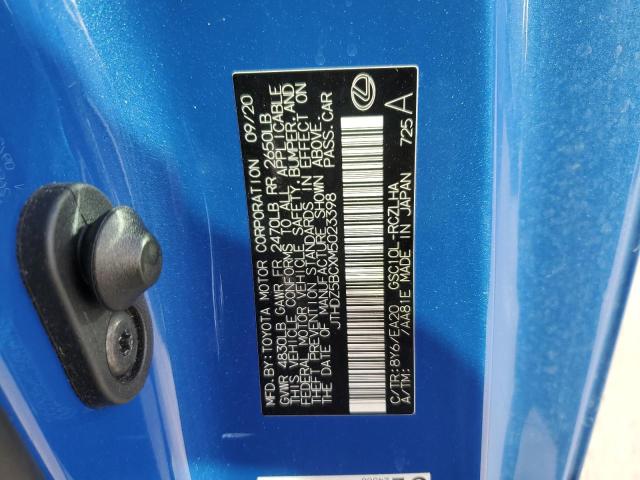 MFD. BY: TOYOTA MOTOR CORPORATION 09/20
GVWR 4830LB GAWR FR 2470LB RR 2650LB
THIS VEHICLE CONFORMS TO ALL APPLICABLE
FEDERAL MOTOR VEHICLE SAFETY, BUMPER, AND
THEFT PREVENTION STANDARDS IN EFFECT ON
THE DATE OF MANUFACTURE SHOWN ABOVE.
JTHDZ5BCXM5023398 PASS. CAR
C/TR:8Y6/EA20 GSC10L-RCZLHA
A/TM: /AA81E MADE IN JAPAN 725 A